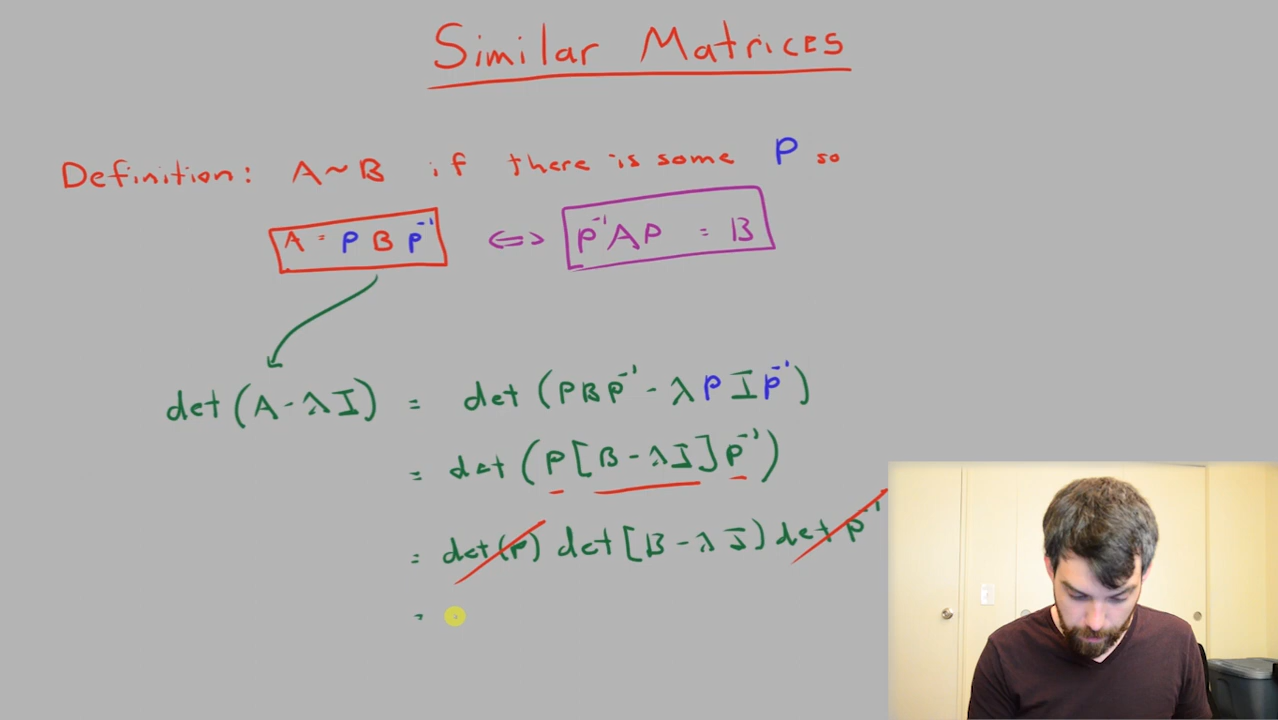 Similar Matrices
Definition: A ~ B if there is some P so
A = P B P⁻¹ <=> P⁻¹AP = B
det(A - λI) = det(PBP⁻¹ - λPIP⁻¹)
= det(P[B - λI]P⁻¹)
= det(P) det[B - λI) det P⁻¹
=